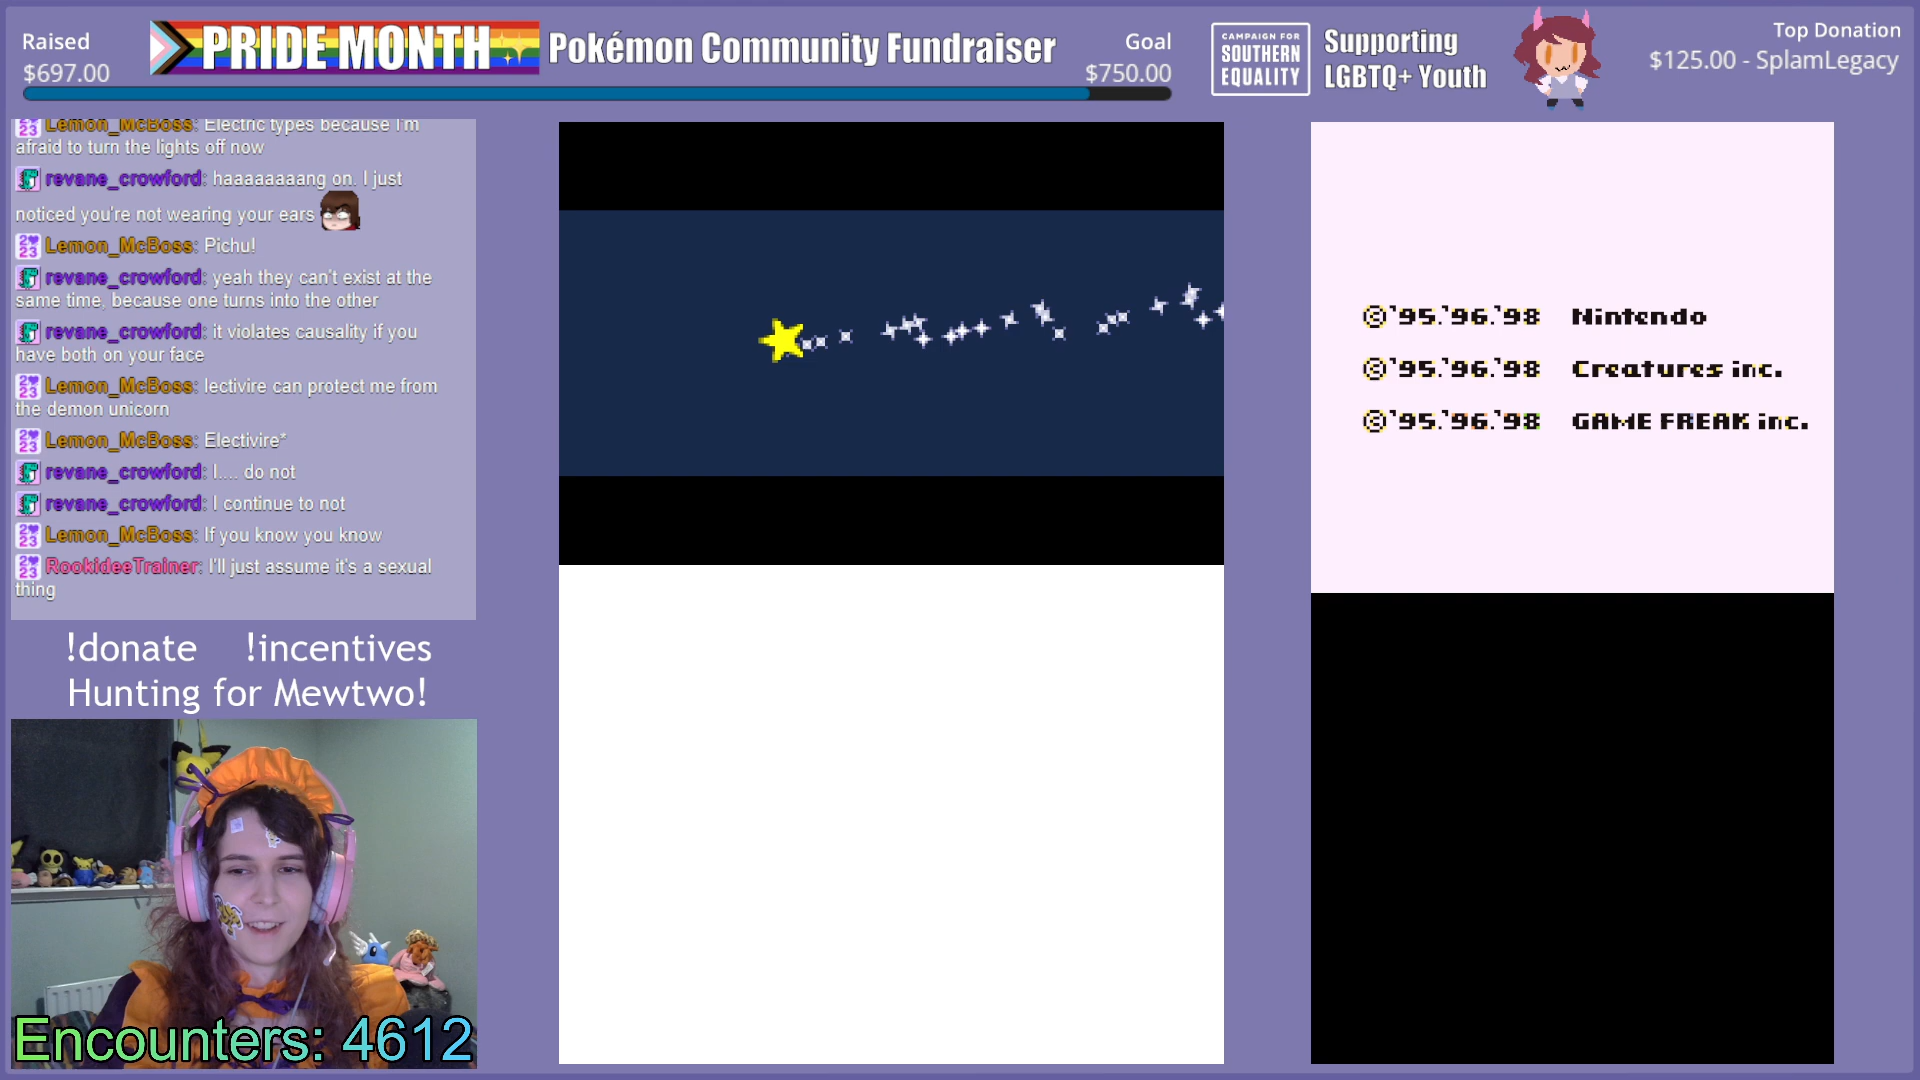 Raised
$697.00
PRIDE MONTH
Pokémon Community Fundraiser
Goal
$750.00
CAMPAIGN FOR
SOUTHERN
EQUALITY
Supporting
LGBTQ+ Youth
Top Donation
$125.00 - SplamLegacy
Lemon_McBoss: Electric types because I'm
afraid to turn the lights off now
revane_crowford: haaaaaaaang on. I just
noticed you're not wearing your ears
Lemon_McBoss: Pichu!
revane_crowford: yeah they can't exist at the
same time, because one turns into the other
revane_crowford: it violates causality if you
have both on your face
Lemon_McBoss: lectivire can protect me from
the demon unicorn
Lemon_McBoss: Electivire*
revane_crowford: I.... do not
revane_crowford: I continue to not
Lemon_McBoss: If you know you know
RookideeTrainer: I'll just assume it's a sexual
thing
!donate !incentives
Hunting for Mewtwo!
Encounters: 4612
©'95.'96.'98 Nintendo
©'95.'96.'98 Creatures inc.
©'95.'96.'98 GAME FREAK inc.